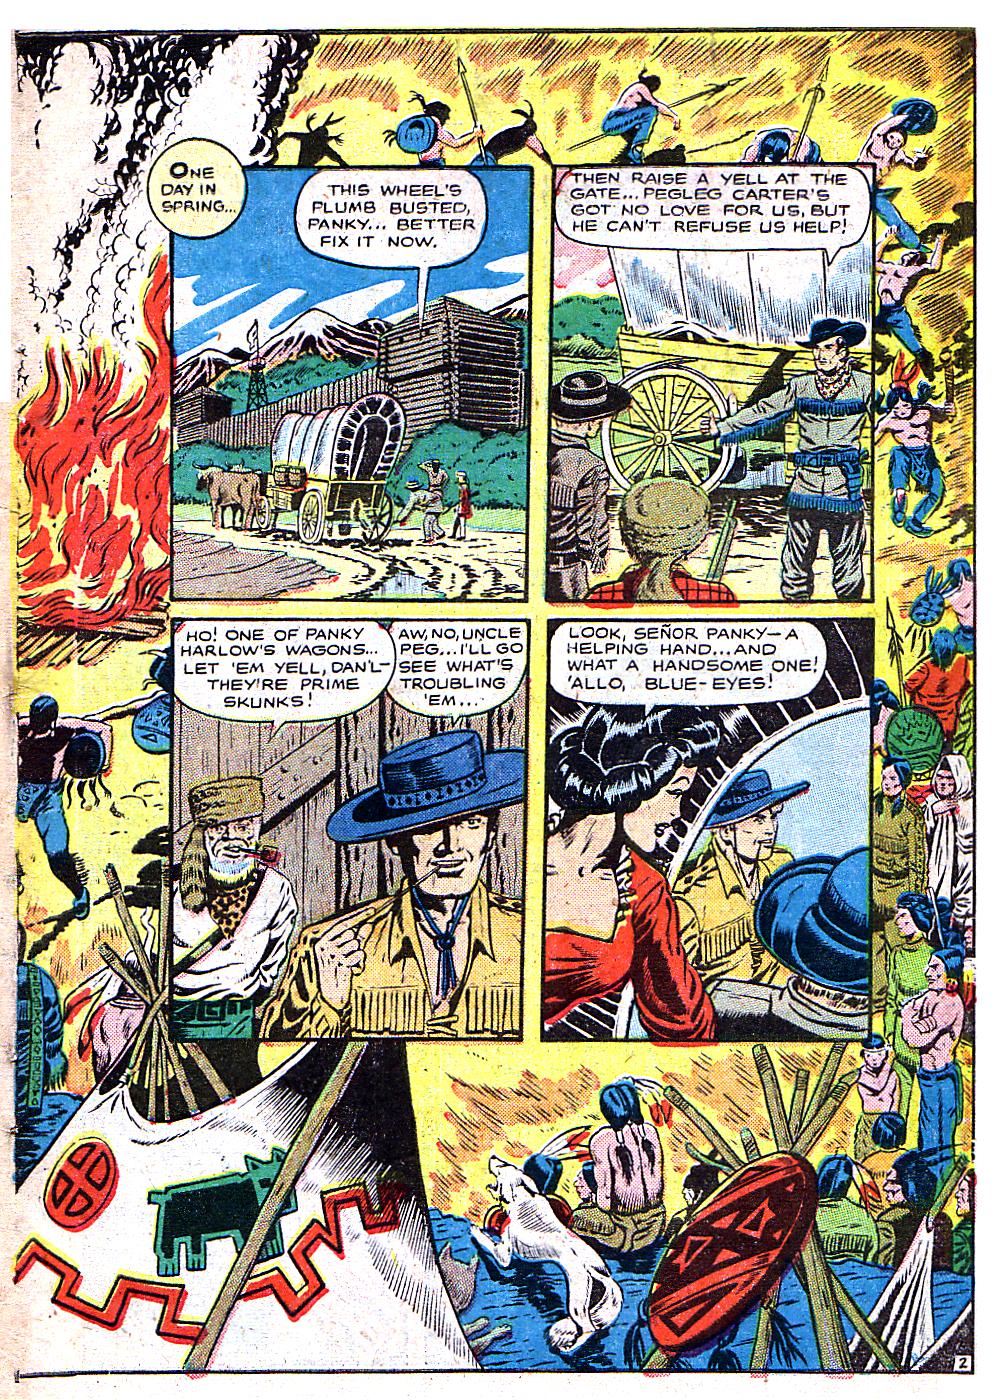 ONE
DAY IN
SPRING...
THIS WHEEL'S
PLUMB BUSTED,
PANKY... BETTER
FIX IT NOW.
THEN RAISE A YELL AT THE
GATE... PEGLEG CARTER'S
GOT NO LOVE FOR US, BUT
HE CAN'T REFUSE US HELP!
HO! ONE OF PANKY
HARLOW'S WAGONS...
LET 'EM YELL, DAN'L—
THEY'RE PRIME
SKUNKS!
AW, NO, UNCLE
PEG... I'LL GO
SEE WHAT'S
TROUBLING
'EM...
LOOK, SEÑOR PANKY—A
HELPING HAND... AND
WHAT A HANDSOME ONE!
'ALLO, BLUE-EYES!
2